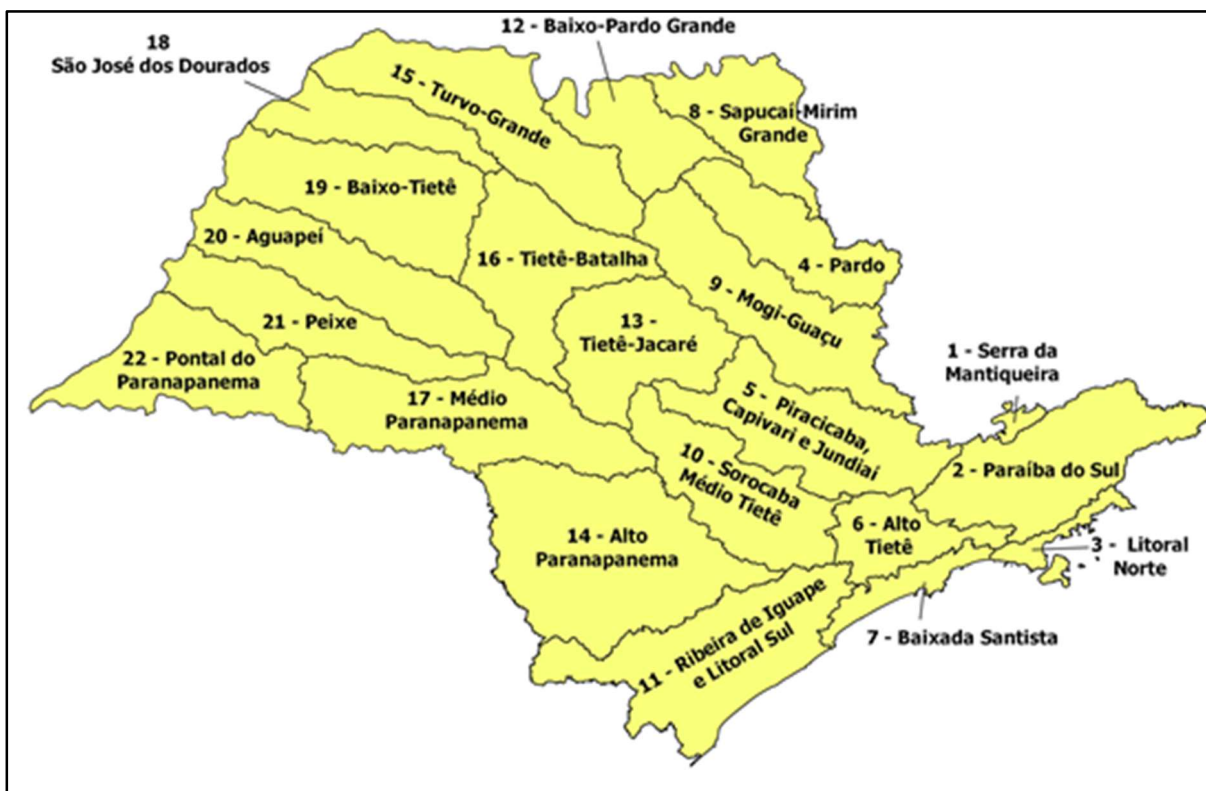 12 - Baixo-Pardo Grande
18
São José dos Dourados
15 - Turvo-Grande
8 - Sapucaí-Mirim
Grande
19 - Baixo-Tietê
20 - Aguapeí
16 - Tietê-Batalha
4 - Pardo
9 - Mogi-Guaçu
21 - Peixe
13 -
Tietê-Jacaré
22 - Pontal do
Paranapanema
1 - Serra da
Mantiqueira
17 - Médio
Paranapanema
5 - Piracicaba,
Capivari e Jundiaí
10 - Sorocaba
Médio Tietê
2 - Paraíba do Sul
14 - Alto
Paranapanema
6 - Alto
Tietê
3 - Litoral
Norte
11 - Ribeira de Iguape
e Litoral Sul
7 - Baixada Santista